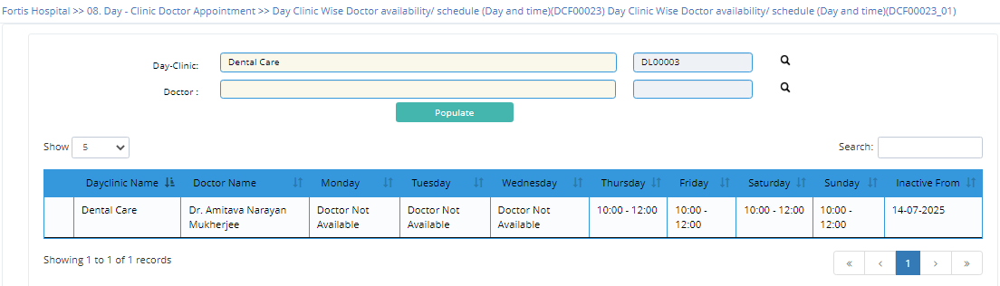 Fortis Hospital >> 08. Day - Clinic Doctor Appointment >> Day Clinic Wise Doctor availability/ schedule (Day and time)(DCF00023) Day Clinic Wise Doctor availability/ schedule (Day and time)(DCF00023_01)
Day-Clinic: Dental Care DL00003
Doctor :
Populate
Show 5 Search:
Dayclinic Name Doctor Name Monday Tuesday Wednesday Thursday Friday Saturday Sunday Inactive From
Dental Care Dr. Amitava Narayan Doctor Not Doctor Not Doctor Not 10:00 - 12:00 10:00 - 10:00 - 12:00 10:00 - 14-07-2025
Mukherjee Available Available Available 12:00 12:00
Showing 1 to 1 of 1 records « ‹ 1 › »